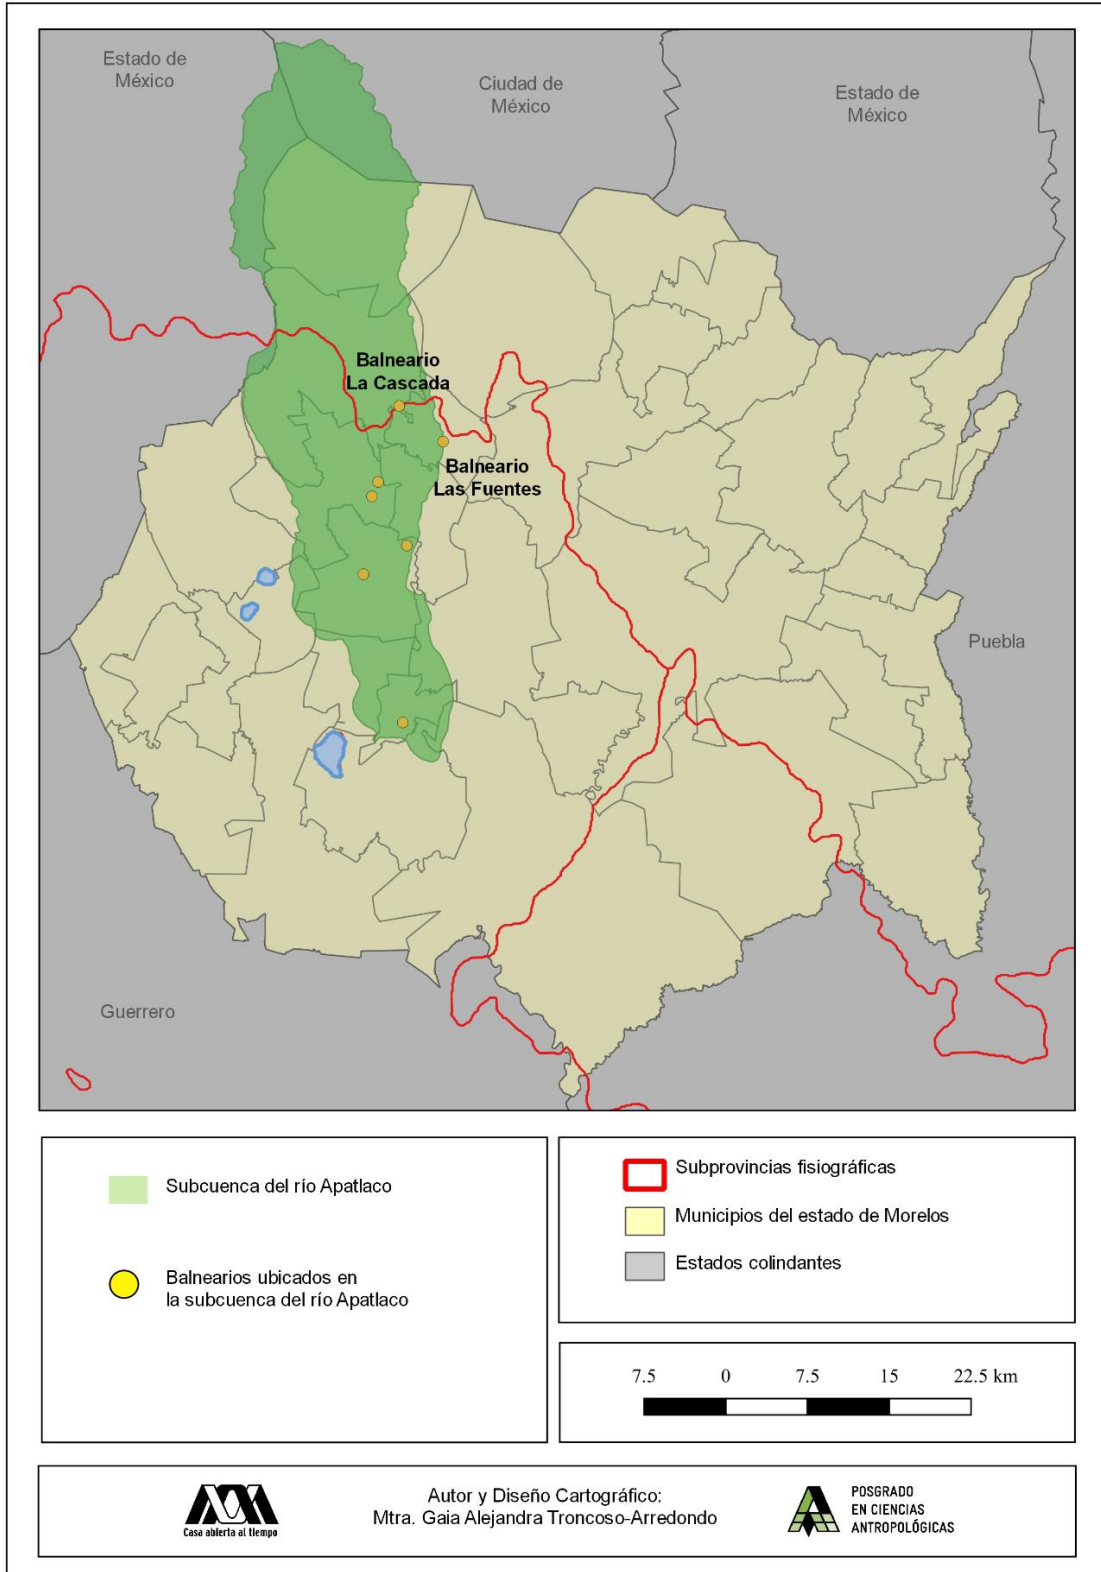 Estado de
México
Ciudad de
México
Estado de
México
Balneario
La Cascada
Balneario
Las Fuentes
Puebla
Guerrero
Subcuenca del río Apatlaco
Balnearios ubicados en
la subcuenca del río Apatlaco
Subprovincias fisiográficas
Municipios del estado de Morelos
Estados colindantes
7.5 0 7.5 15 22.5 km
Casa abierta al tiempo
Autor y Diseño Cartográfico:
Mtra. Gaia Alejandra Troncoso-Arredondo
POSGRADO
EN CIENCIAS
ANTROPOLÓGICAS